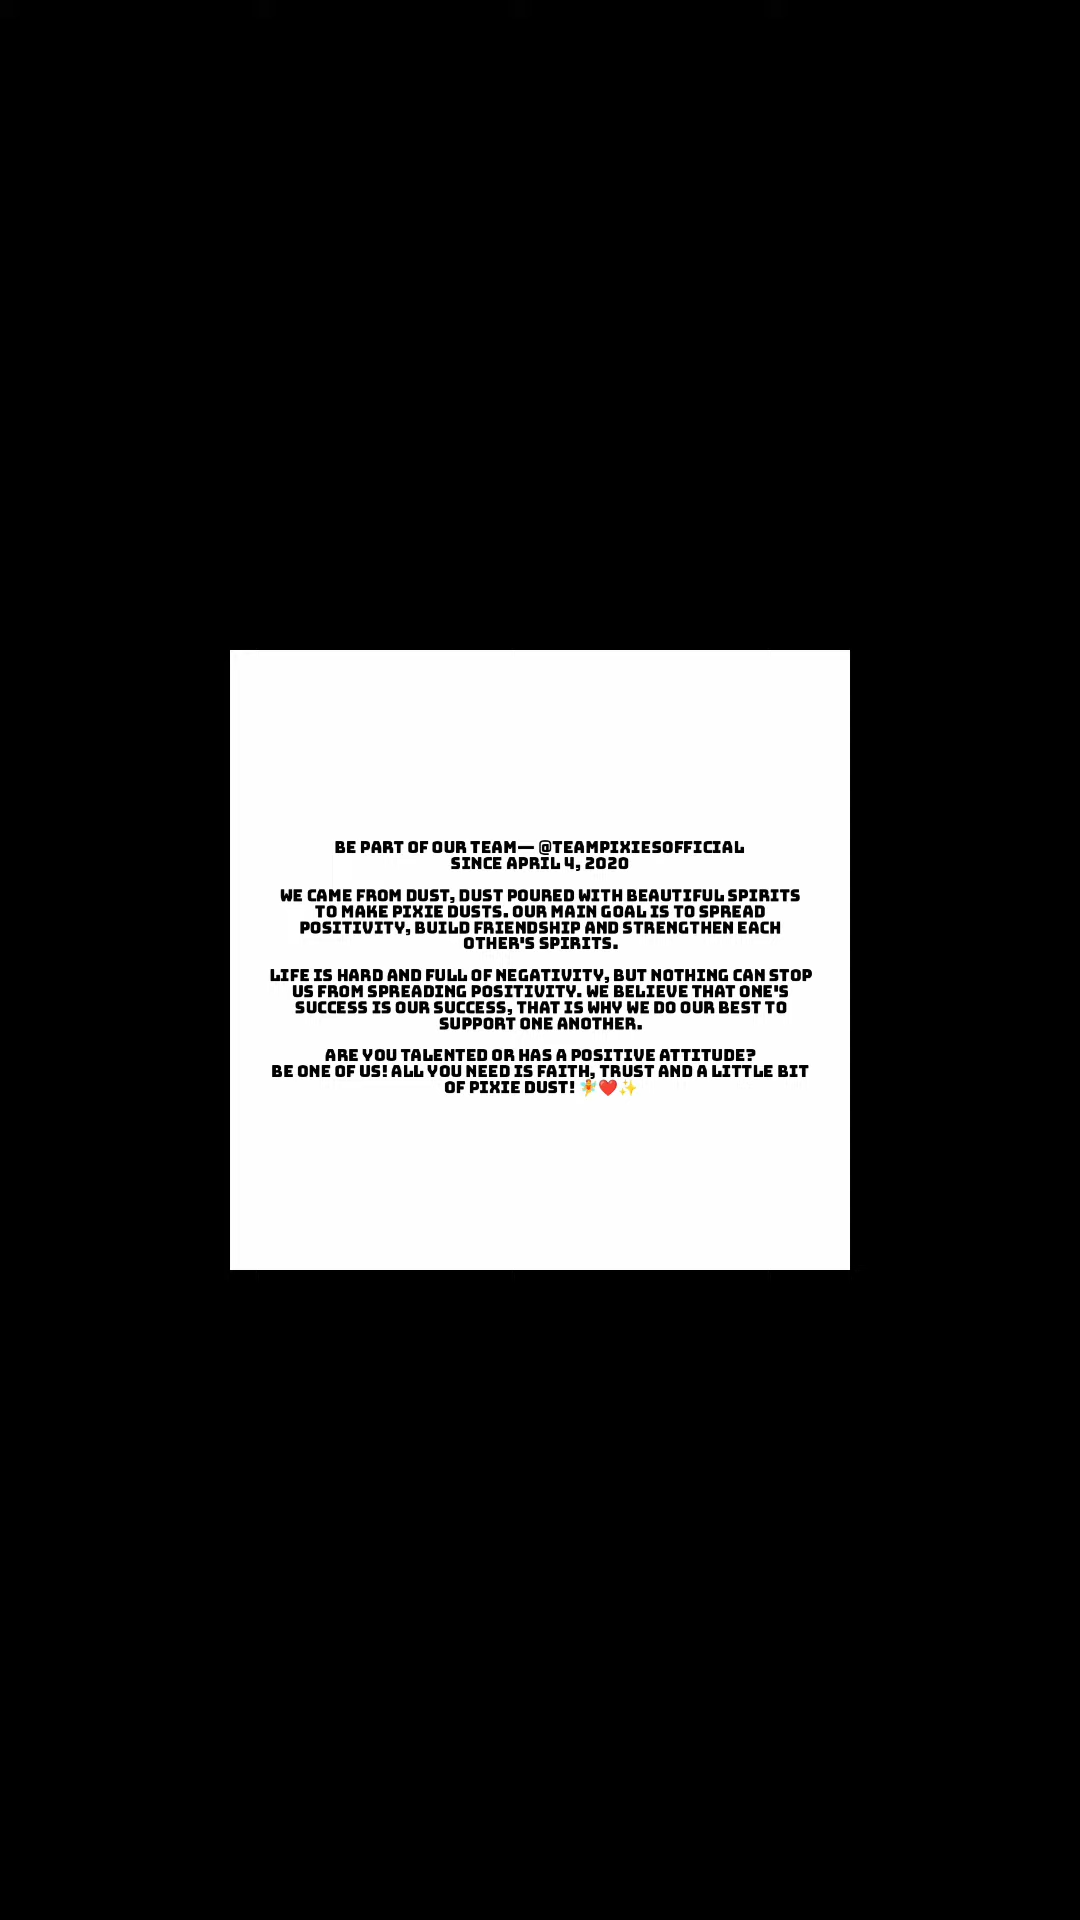 BE PART OF OUR TEAM— @TEAMPIXIESOFFICIAL
SINCE APRIL 4, 2020
WE CAME FROM DUST, DUST POURED WITH BEAUTIFUL SPIRITS
TO MAKE PIXIE DUSTS. OUR MAIN GOAL IS TO SPREAD
POSITIVITY, BUILD FRIENDSHIP AND STRENGTHEN EACH
OTHER'S SPIRITS.
LIFE IS HARD AND FULL OF NEGATIVITY, BUT NOTHING CAN STOP
US FROM SPREADING POSITIVITY. WE BELIEVE THAT ONE'S
SUCCESS IS OUR SUCCESS, THAT IS WHY WE DO OUR BEST TO
SUPPORT ONE ANOTHER.
ARE YOU TALENTED OR HAS A POSITIVE ATTITUDE?
BE ONE OF US! ALL YOU NEED IS FAITH, TRUST AND A LITTLE BIT
OF PIXIE DUST! 🧚❤️✨